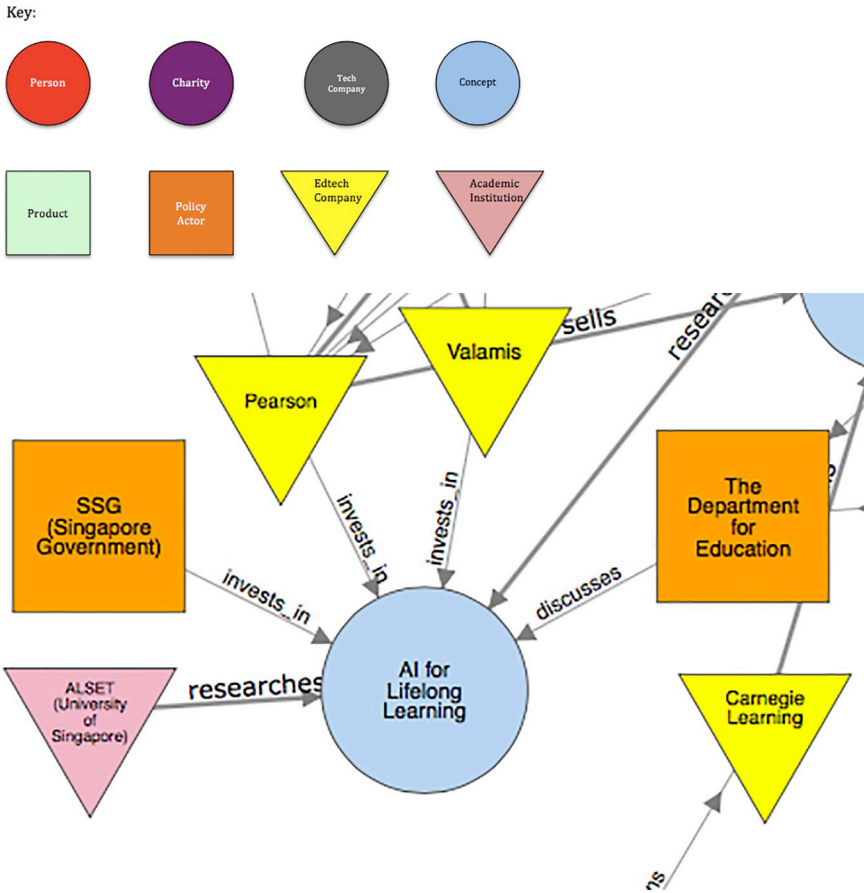 Key:
Person
Charity
Tech
Company
Concept
Product
Policy
Actor
Edtech
Company
Academic
Institution
sells
Valamis
Pearson
SSG
(Singapore
Government)
The
Department
for
Education
invests_in
invests_in
invests_in
discusses
ALSET
(University
of
Singapore)
researches
AI for
Lifelong
Learning
Carnegie
Learning